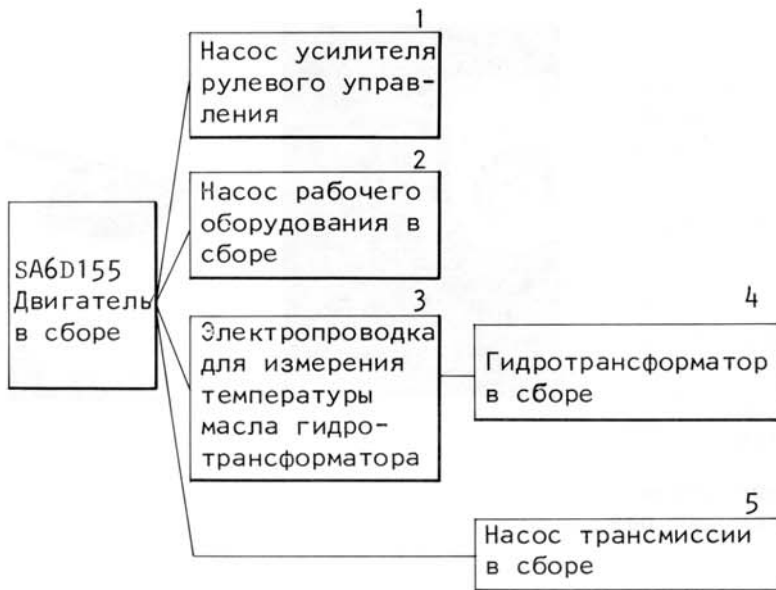 1
Насос усилителя
рулевого управ-
ления
2
Насос рабочего
оборудования в
сборе
SA6D155
Двигатель
в сборе
3
Электропроводка
для измерения
температуры
масла гидро-
трансформатора
4
Гидротрансформатор
в сборе
5
Насос трансмиссии
в сборе